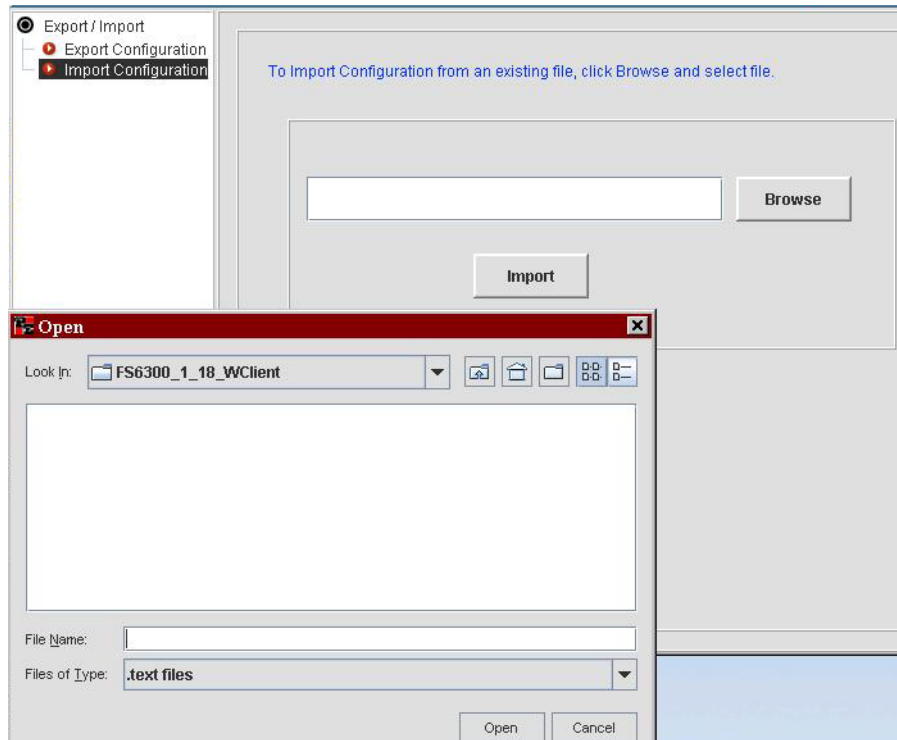 Export / Import
Export Configuration
Import Configuration
To Import Configuration from an existing file, click Browse and select file.
Browse
Import
Open
Look In:
FS6300_1_18_WClient
File Name:
Files of Type:
.text files
Open
Cancel